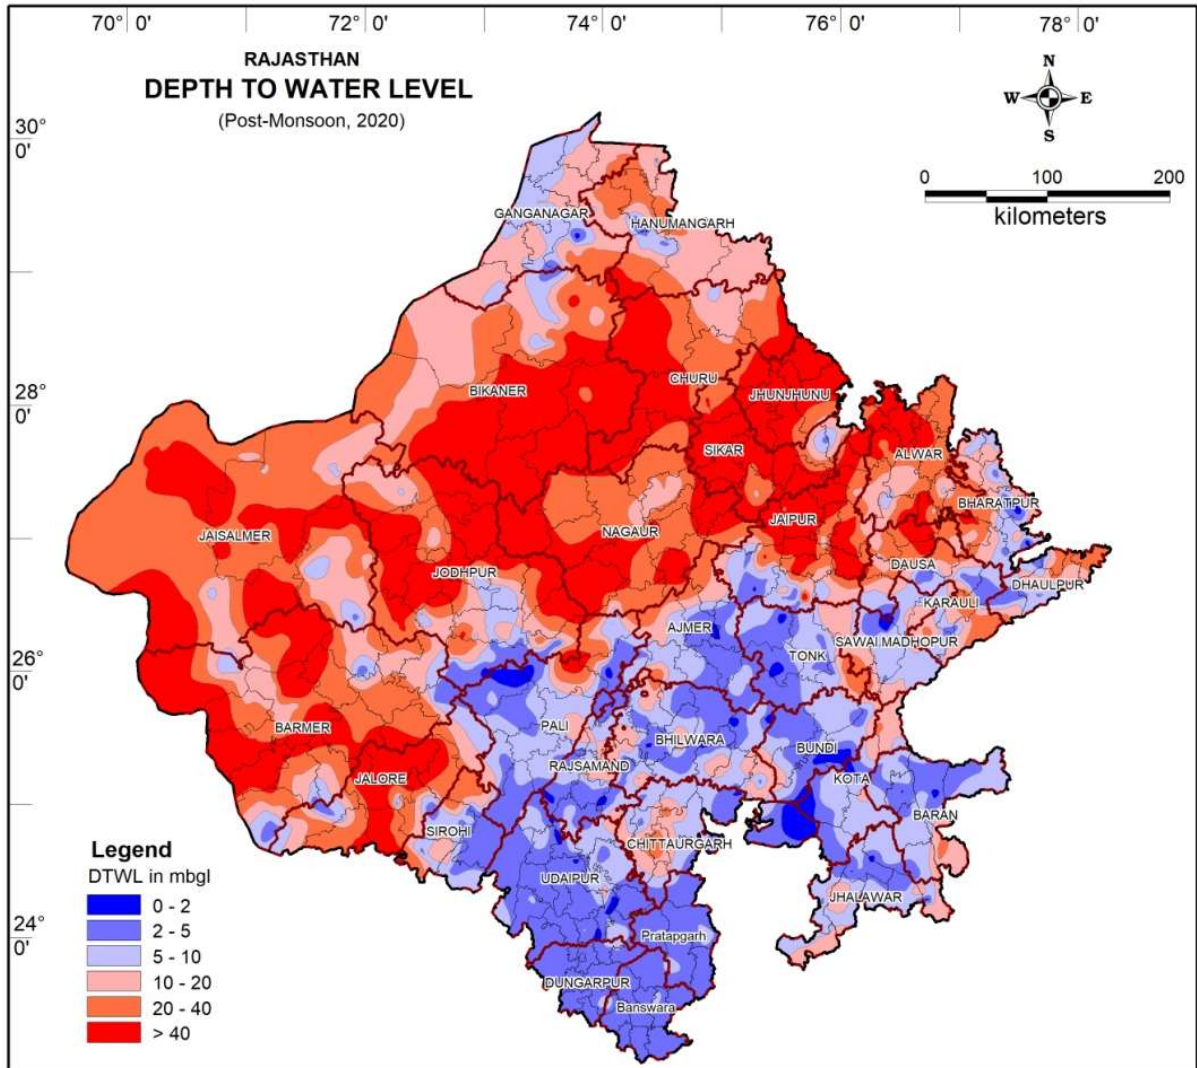 70° 0' 72° 0' 74° 0' 76° 0' 78° 0'
RAJASTHAN
DEPTH TO WATER LEVEL
(Post-Monsoon, 2020)
N
W E
S
30°
0'
0 100 200
kilometers
GANGANAGAR
HANUMANGARH
28°
0'
BIKANER
CHURU
JHUNJHUNU
SIKAR
ALWAR
BHARATPUR
JAISALMER
NAGAUR
JAIPUR
JODHPUR
DAUSA
DHAULPUR
KARAULI
AJMER
SAWAI MADHOPUR
TONK
26°
0'
BARMER
PALI
BHILWARA
BUNDI
RAJSAMAND
KOTA
JALORE
BARAN
SIROHI
CHITTAURGARH
UDAIPUR
JHALAWAR
24°
0'
Pratapgarh
DUNGARPUR
Banswara
Legend
DTWL in mbgl
0 - 2
2 - 5
5 - 10
10 - 20
20 - 40
> 40